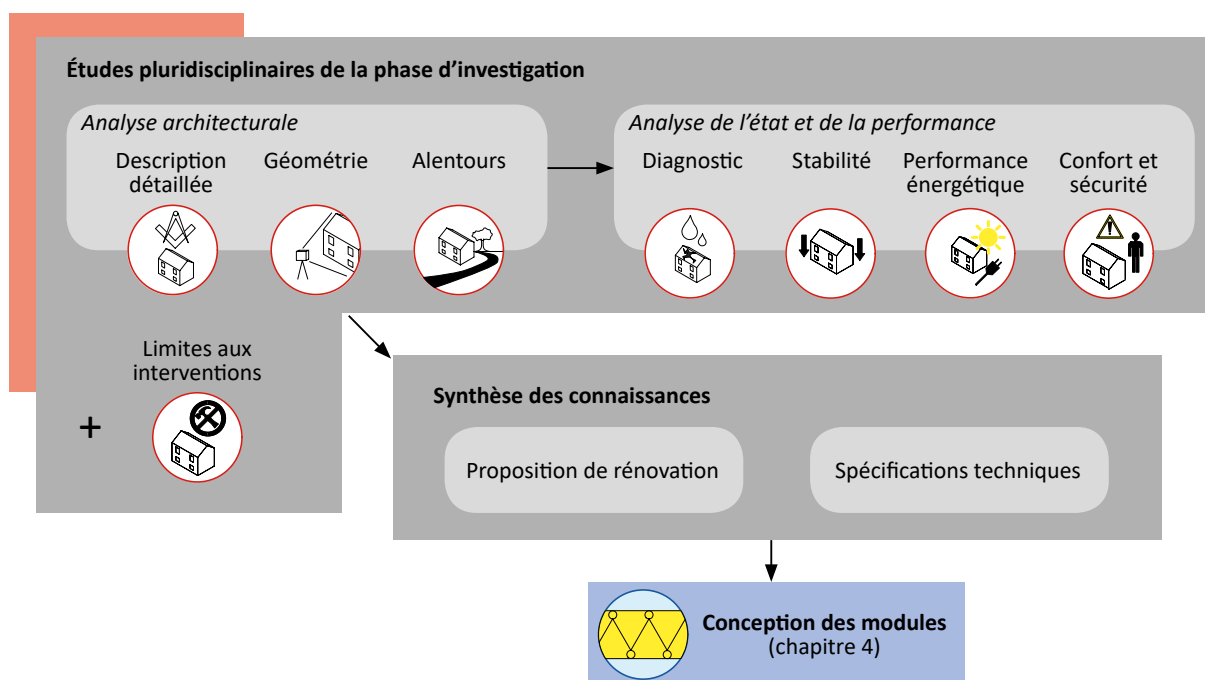 Études pluridisciplinaires de la phase d’investigation
Analyse architecturale
Description
détaillée
Géométrie
Alentours
Analyse de l’état et de la performance
Diagnostic
Stabilité
Performance
énergétique
Confort et
sécurité
Limites aux
interventions
+
Synthèse des connaissances
Proposition de rénovation
Spécifications techniques
Conception des modules
(chapitre 4)